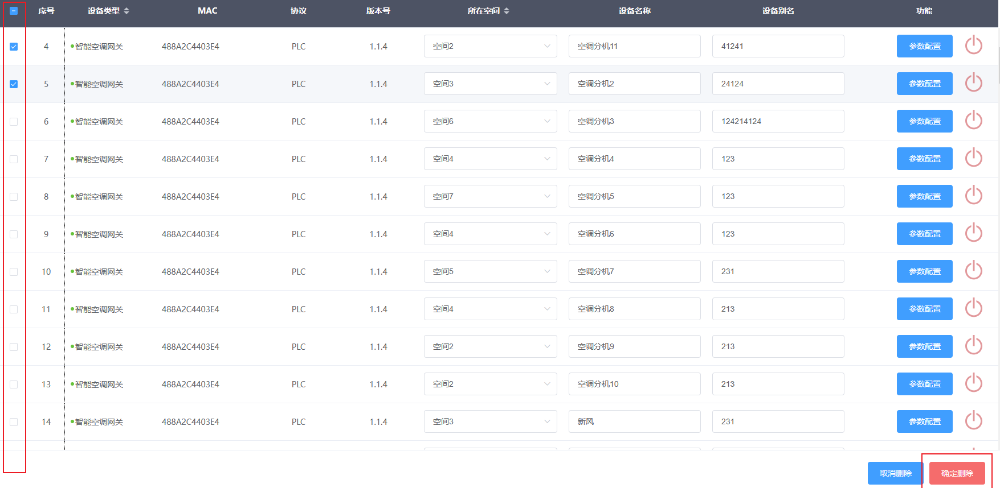 序号 设备类型 MAC 协议 版本号 所在空间 设备名称 设备别名 功能
4 智能空调网关 488A2C4403E4 PLC 1.1.4 空间2 空调分机11 41241 参数配置
5 智能空调网关 488A2C4403E4 PLC 1.1.4 空间3 空调分机2 24124 参数配置
6 智能空调网关 488A2C4403E4 PLC 1.1.4 空间6 空调分机3 124214124 参数配置
7 智能空调网关 488A2C4403E4 PLC 1.1.4 空间4 空调分机4 123 参数配置
8 智能空调网关 488A2C4403E4 PLC 1.1.4 空间7 空调分机5 123 参数配置
9 智能空调网关 488A2C4403E4 PLC 1.1.4 空间4 空调分机6 123 参数配置
10 智能空调网关 488A2C4403E4 PLC 1.1.4 空间5 空调分机7 231 参数配置
11 智能空调网关 488A2C4403E4 PLC 1.1.4 空间4 空调分机8 213 参数配置
12 智能空调网关 488A2C4403E4 PLC 1.1.4 空间2 空调分机9 213 参数配置
13 智能空调网关 488A2C4403E4 PLC 1.1.4 空间2 空调分机10 213 参数配置
14 智能空调网关 488A2C4403E4 PLC 1.1.4 空间3 新风 231 参数配置
取消删除 确定删除